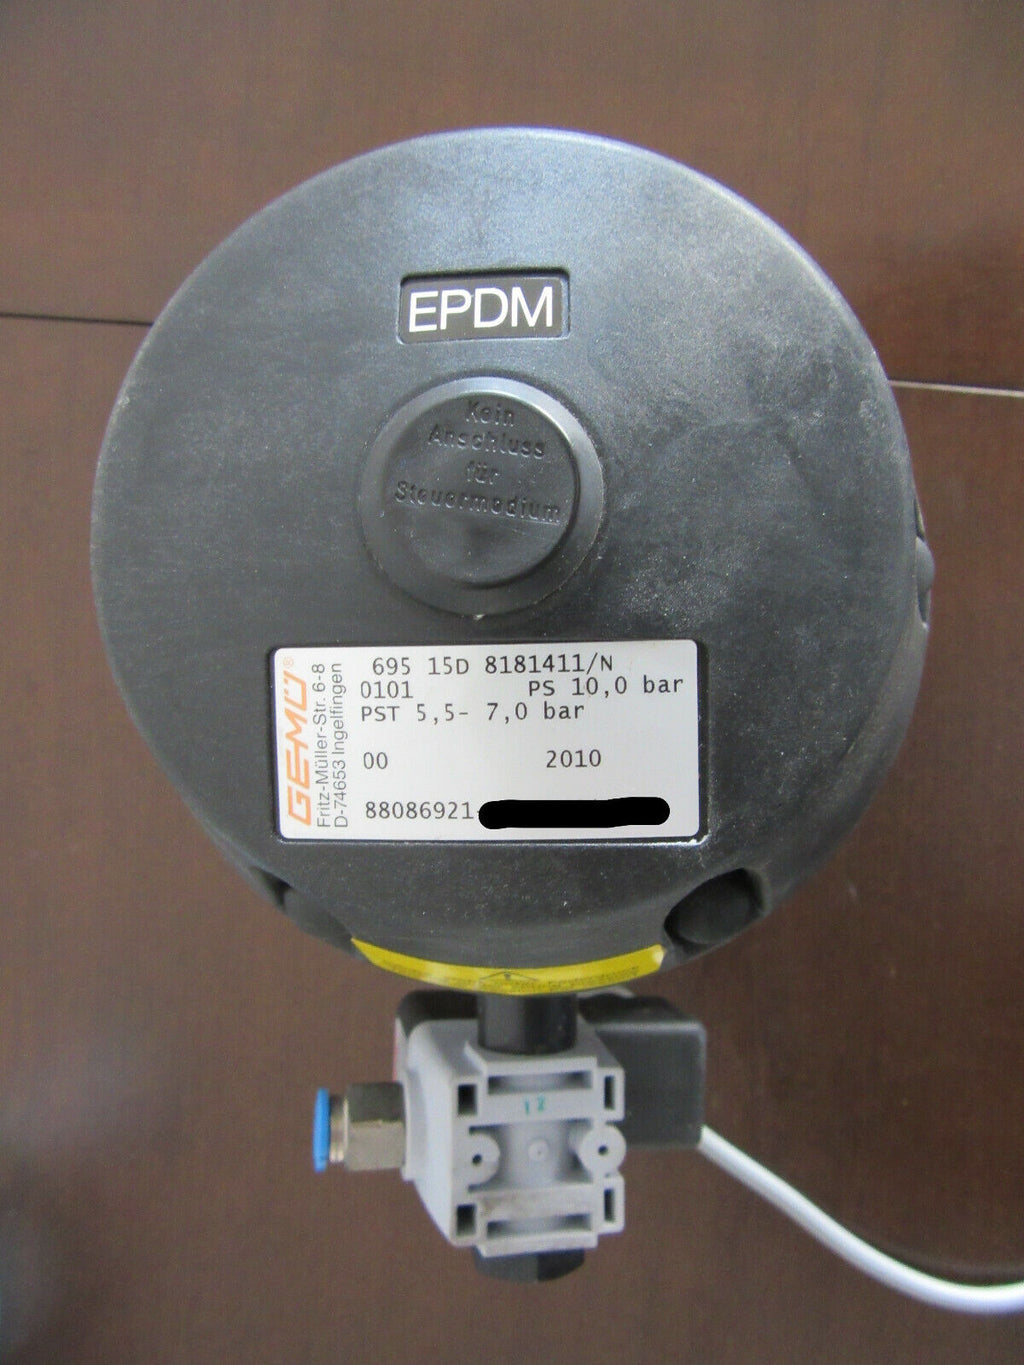 EPDM
Kein
Anschluss
für
Steuermedium
GEMÜ®
Fritz-Müller-Str. 6-8
D-74653 Ingelfingen
695 15D 8181411/N
0101 PS 10,0 bar
PST 5,5- 7,0 bar
00 2010
88086921-
12